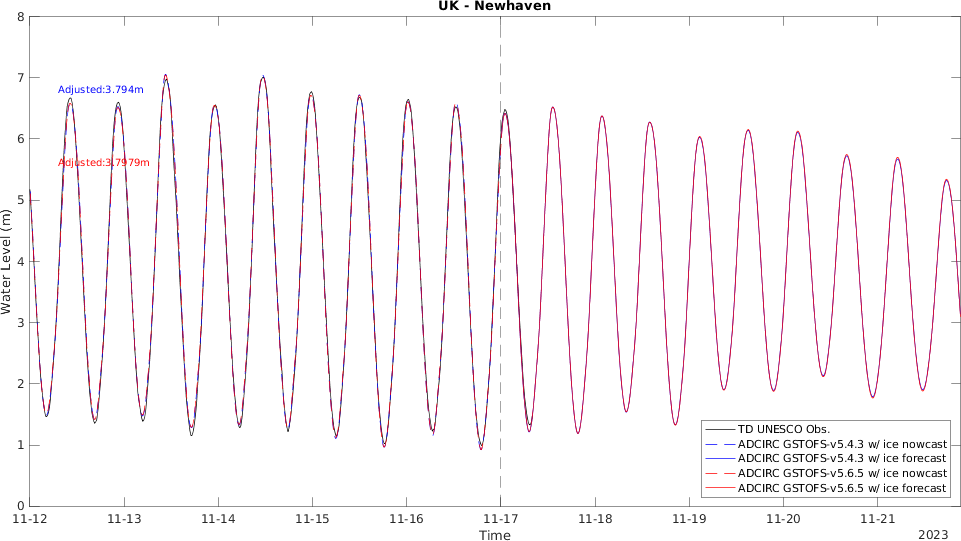 UK - Newhaven
8
7
6
5
4
3
2
1
0
Water Level (m)
Adjusted:3.794m
Adjusted:3.7979m
TD UNESCO Obs.
ADCIRC GSTOFS-v5.4.3 w/ ice nowcast
ADCIRC GSTOFS-v5.4.3 w/ ice forecast
ADCIRC GSTOFS-v5.6.5 w/ ice nowcast
ADCIRC GSTOFS-v5.6.5 w/ ice forecast
11-12 11-13 11-14 11-15 11-16 11-17 11-18 11-19 11-20 11-21
Time
2023